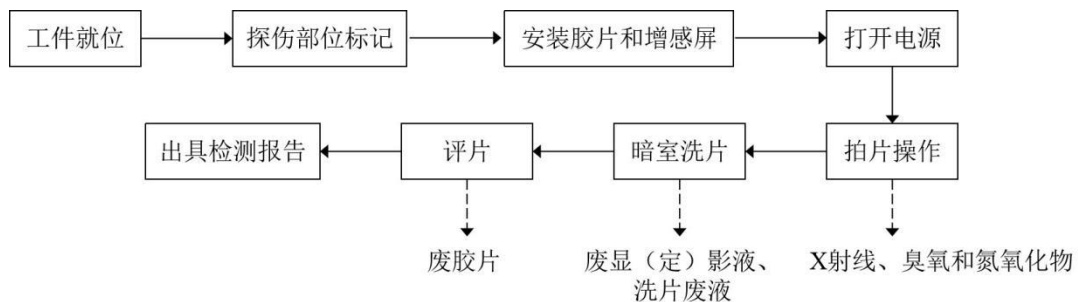 工件就位
探伤部位标记
安装胶片和增感屏
打开电源
出具检测报告
评片
暗室洗片
拍片操作
废胶片
废显（定）影液、
洗片废液
X射线、臭氧和氮氧化物